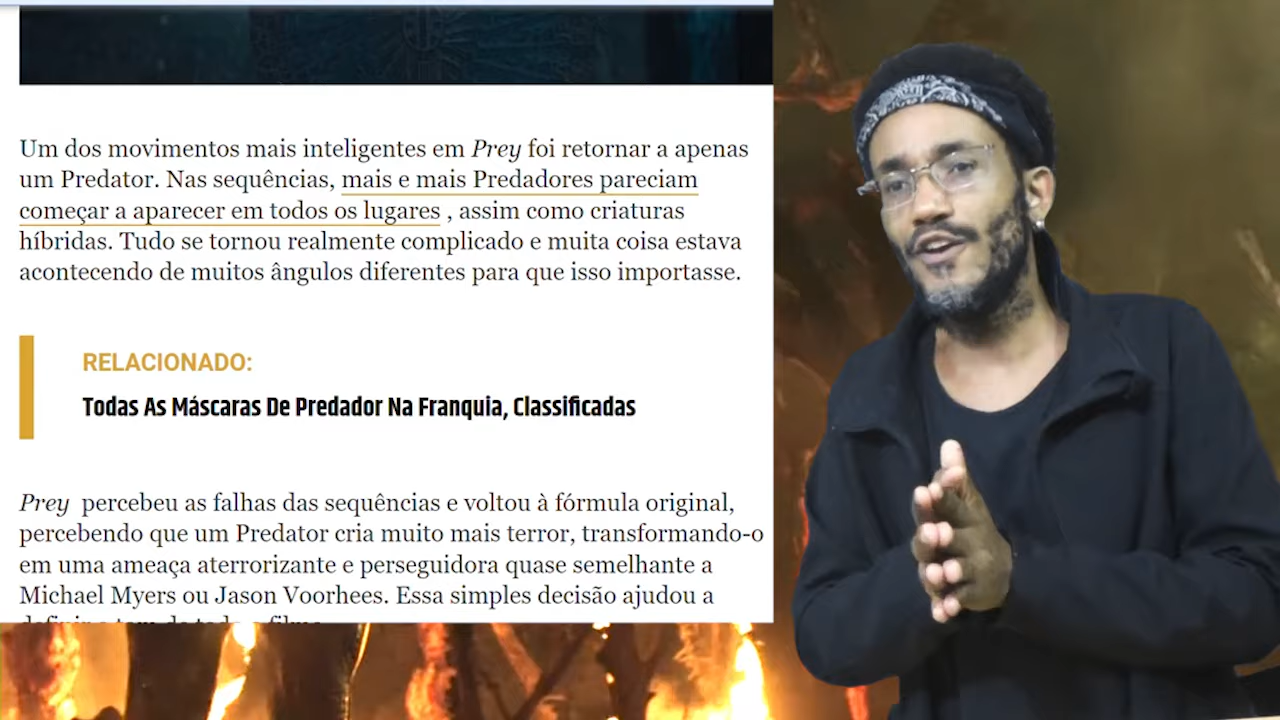 Um dos movimentos mais inteligentes em Prey foi retornar a apenas
um Predator. Nas sequências, mais e mais Predadores pareciam
começar a aparecer em todos os lugares , assim como criaturas
híbridas. Tudo se tornou realmente complicado e muita coisa estava
acontecendo de muitos ângulos diferentes para que isso importasse.
RELACIONADO:
Todas As Máscaras De Predador Na Franquia, Classificadas
Prey percebeu as falhas das sequências e voltou à fórmula original,
percebendo que um Predator cria muito mais terror, transformando-o
em uma ameaça aterrorizante e perseguidora quase semelhante a
Michael Myers ou Jason Voorhees. Essa simples decisão ajudou a